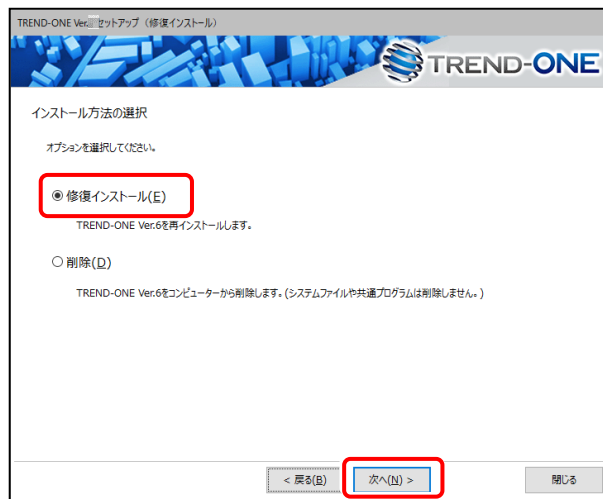 TREND-ONE Ver. セットアップ（修復インストール）
TREND-ONE
インストール方法の選択
オプションを選択してください。
修復インストール(E)
TREND-ONE Ver.6を再インストールします。
削除(D)
TREND-ONE Ver.6をコンピューターから削除します。(システムファイルや共通プログラムは削除しません。)
< 戻る(B)
次へ(N) >
閉じる